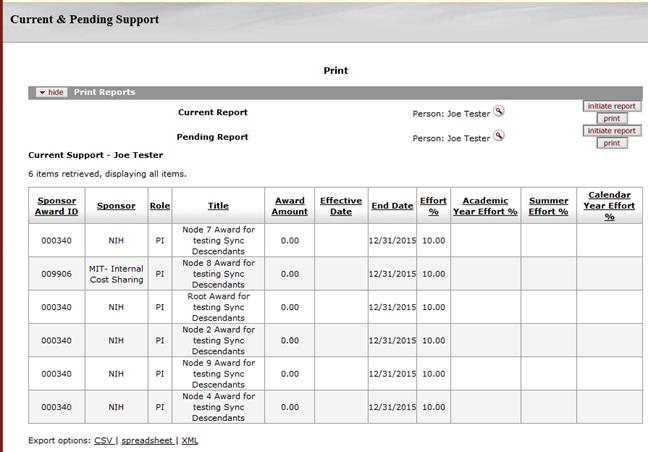 Current & Pending Support
Print
hide Print Reports
Current Report Person: Joe Tester initiate report
print
Pending Report Person: Joe Tester initiate report
print
Current Support - Joe Tester
6 items retrieved, displaying all items.
Sponsor Award ID Sponsor Role Title Award Amount Effective Date End Date Effort % Academic Year Effort % Summer Effort % Calendar Year Effort %
000340 NIH PI Node 7 Award for testing Sync Descendants 0.00 12/31/2015 10.00
009906 MIT- Internal Cost Sharing PI Node 8 Award for testing Sync Descendants 0.00 12/31/2015 10.00
000340 NIH PI Root Award for testing Sync Descendants 0.00 12/31/2015 10.00
000340 NIH PI Node 2 Award for testing Sync Descendants 0.00 12/31/2015 10.00
000340 NIH PI Node 9 Award for testing Sync Descendants 0.00 12/31/2015 10.00
000340 NIH PI Node 4 Award for testing Sync Descendants 0.00 12/31/2015 10.00
Export options: CSV | spreadsheet | XML